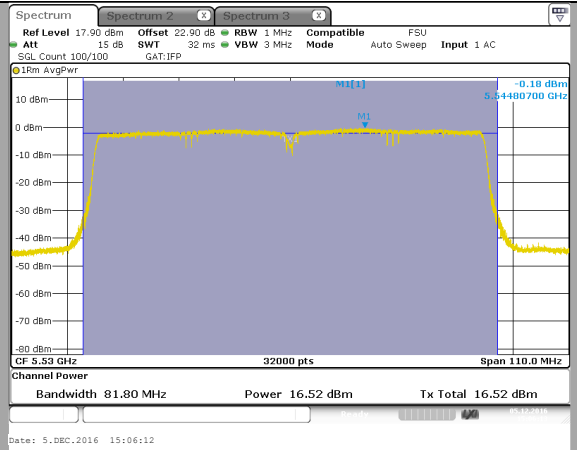 Spectrum Spectrum 2 X Spectrum 3 X
Ref Level 17.90 dBm Offset 22.90 dB RBW 1 MHz Compatible FSU
Att 15 dB SWT 32 ms VBW 3 MHz Mode Auto Sweep Input 1 AC
SGL Count 100/100 GAT:IFP
1Rm AvgPwr
M1[1] -0.18 dBm
5.54480700 GHz
10 dBm
M1
0 dBm
-10 dBm
-20 dBm
-30 dBm
-40 dBm
-50 dBm
-60 dBm
-70 dBm
-80 dBm
CF 5.53 GHz 32000 pts Span 110.0 MHz
Channel Power
Bandwidth 81.80 MHz Power 16.52 dBm Tx Total 16.52 dBm
Ready 05.12.2016
Date: 5.DEC.2016 15:06:12